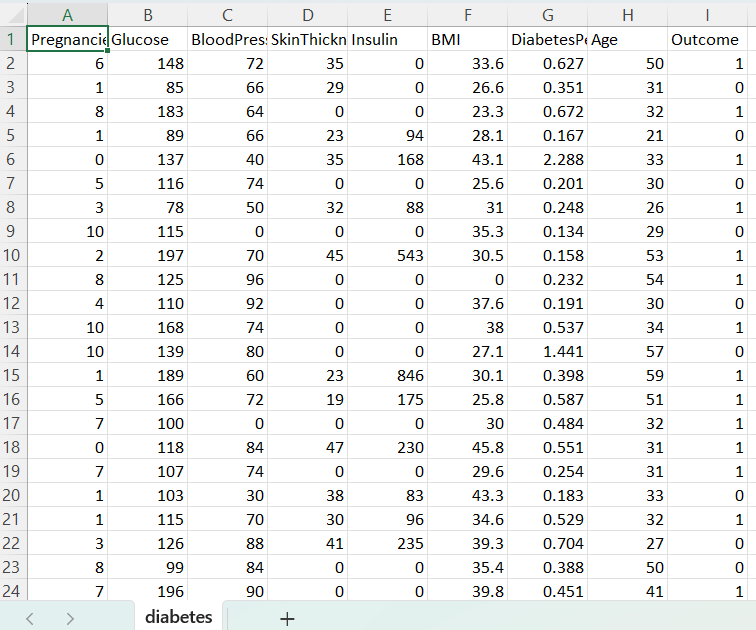 A B C D E F G H I
1 Pregnancie Glucose BloodPress SkinThickn Insulin BMI DiabetesPe Age Outcome
2 6 148 72 35 0 33.6 0.627 50 1
3 1 85 66 29 0 26.6 0.351 31 0
4 8 183 64 0 0 23.3 0.672 32 1
5 1 89 66 23 94 28.1 0.167 21 0
6 0 137 40 35 168 43.1 2.288 33 1
7 5 116 74 0 0 25.6 0.201 30 0
8 3 78 50 32 88 31 0.248 26 1
9 10 115 0 0 0 35.3 0.134 29 0
10 2 197 70 45 543 30.5 0.158 53 1
11 8 125 96 0 0 0 0.232 54 1
12 4 110 92 0 0 37.6 0.191 30 0
13 10 168 74 0 0 38 0.537 34 1
14 10 139 80 0 0 27.1 1.441 57 0
15 1 189 60 23 846 30.1 0.398 59 1
16 5 166 72 19 175 25.8 0.587 51 1
17 7 100 0 0 0 30 0.484 32 1
18 0 118 84 47 230 45.8 0.551 31 1
19 7 107 74 0 0 29.6 0.254 31 1
20 1 103 30 38 83 43.3 0.183 33 0
21 1 115 70 30 96 34.6 0.529 32 1
22 3 126 88 41 235 39.3 0.704 27 0
23 8 99 84 0 0 35.4 0.388 50 0
24 7 196 90 0 0 39.8 0.451 41 1
diabetes